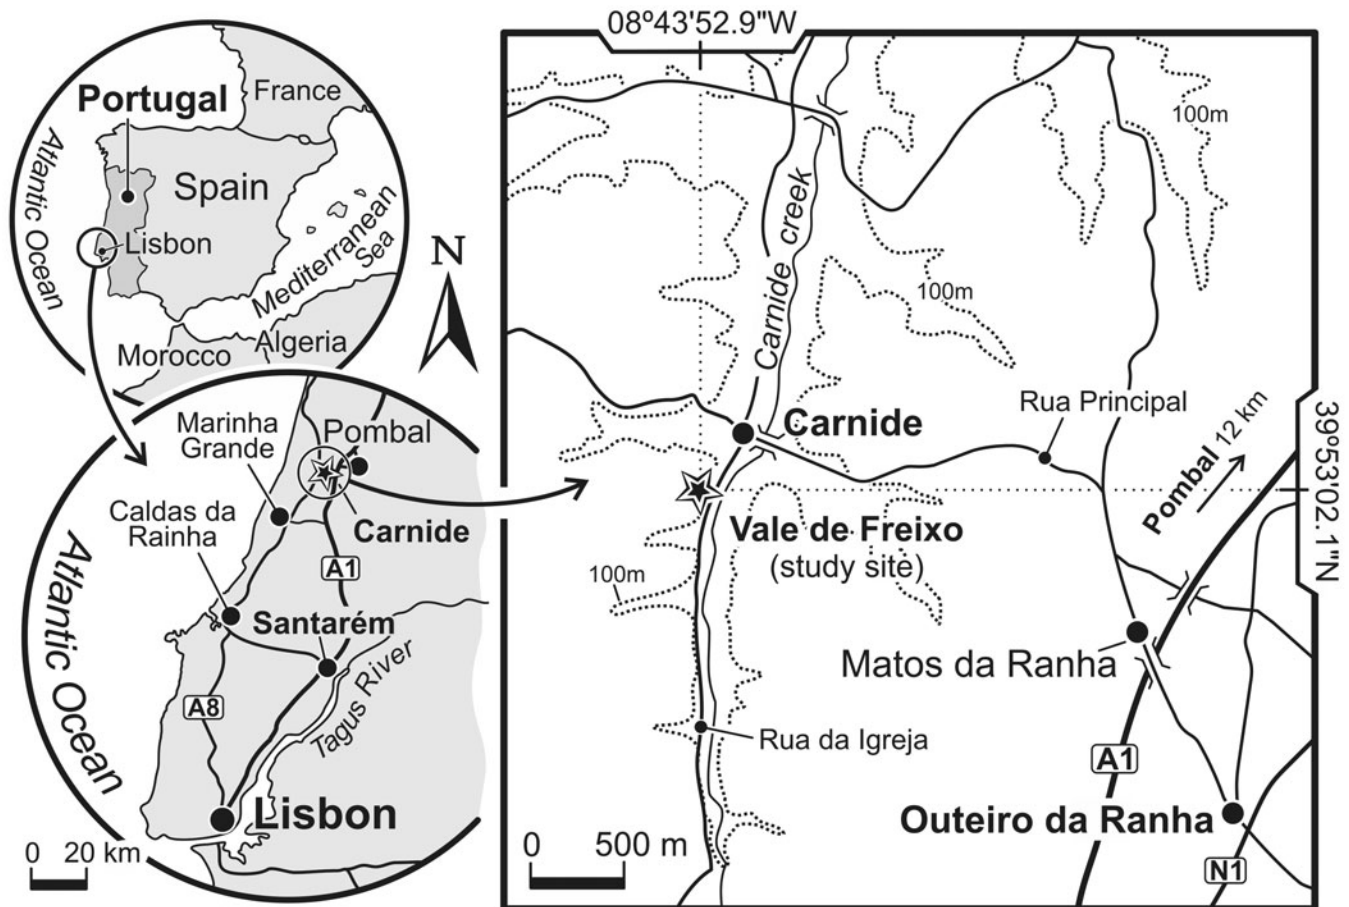 Portugal
France
Atlantic Ocean
Spain
Lisbon
Mediterranean
Sea
Morocco
Algeria
N
Marinha
Grande
Pombal
Caldas da
Rainha
Carnide
A1
Santarém
A8
Tagus River
Atlantic Ocean
Lisbon
0 20 km
08º43'52.9"W
100m
Carnide creek
100m
Carnide
Rua Principal
Pombal 12 km
39º53'02.1"N
Vale de Freixo
(study site)
100m
Matos da Ranha
Rua da Igreja
A1
Outeiro da Ranha
0 500 m
N1